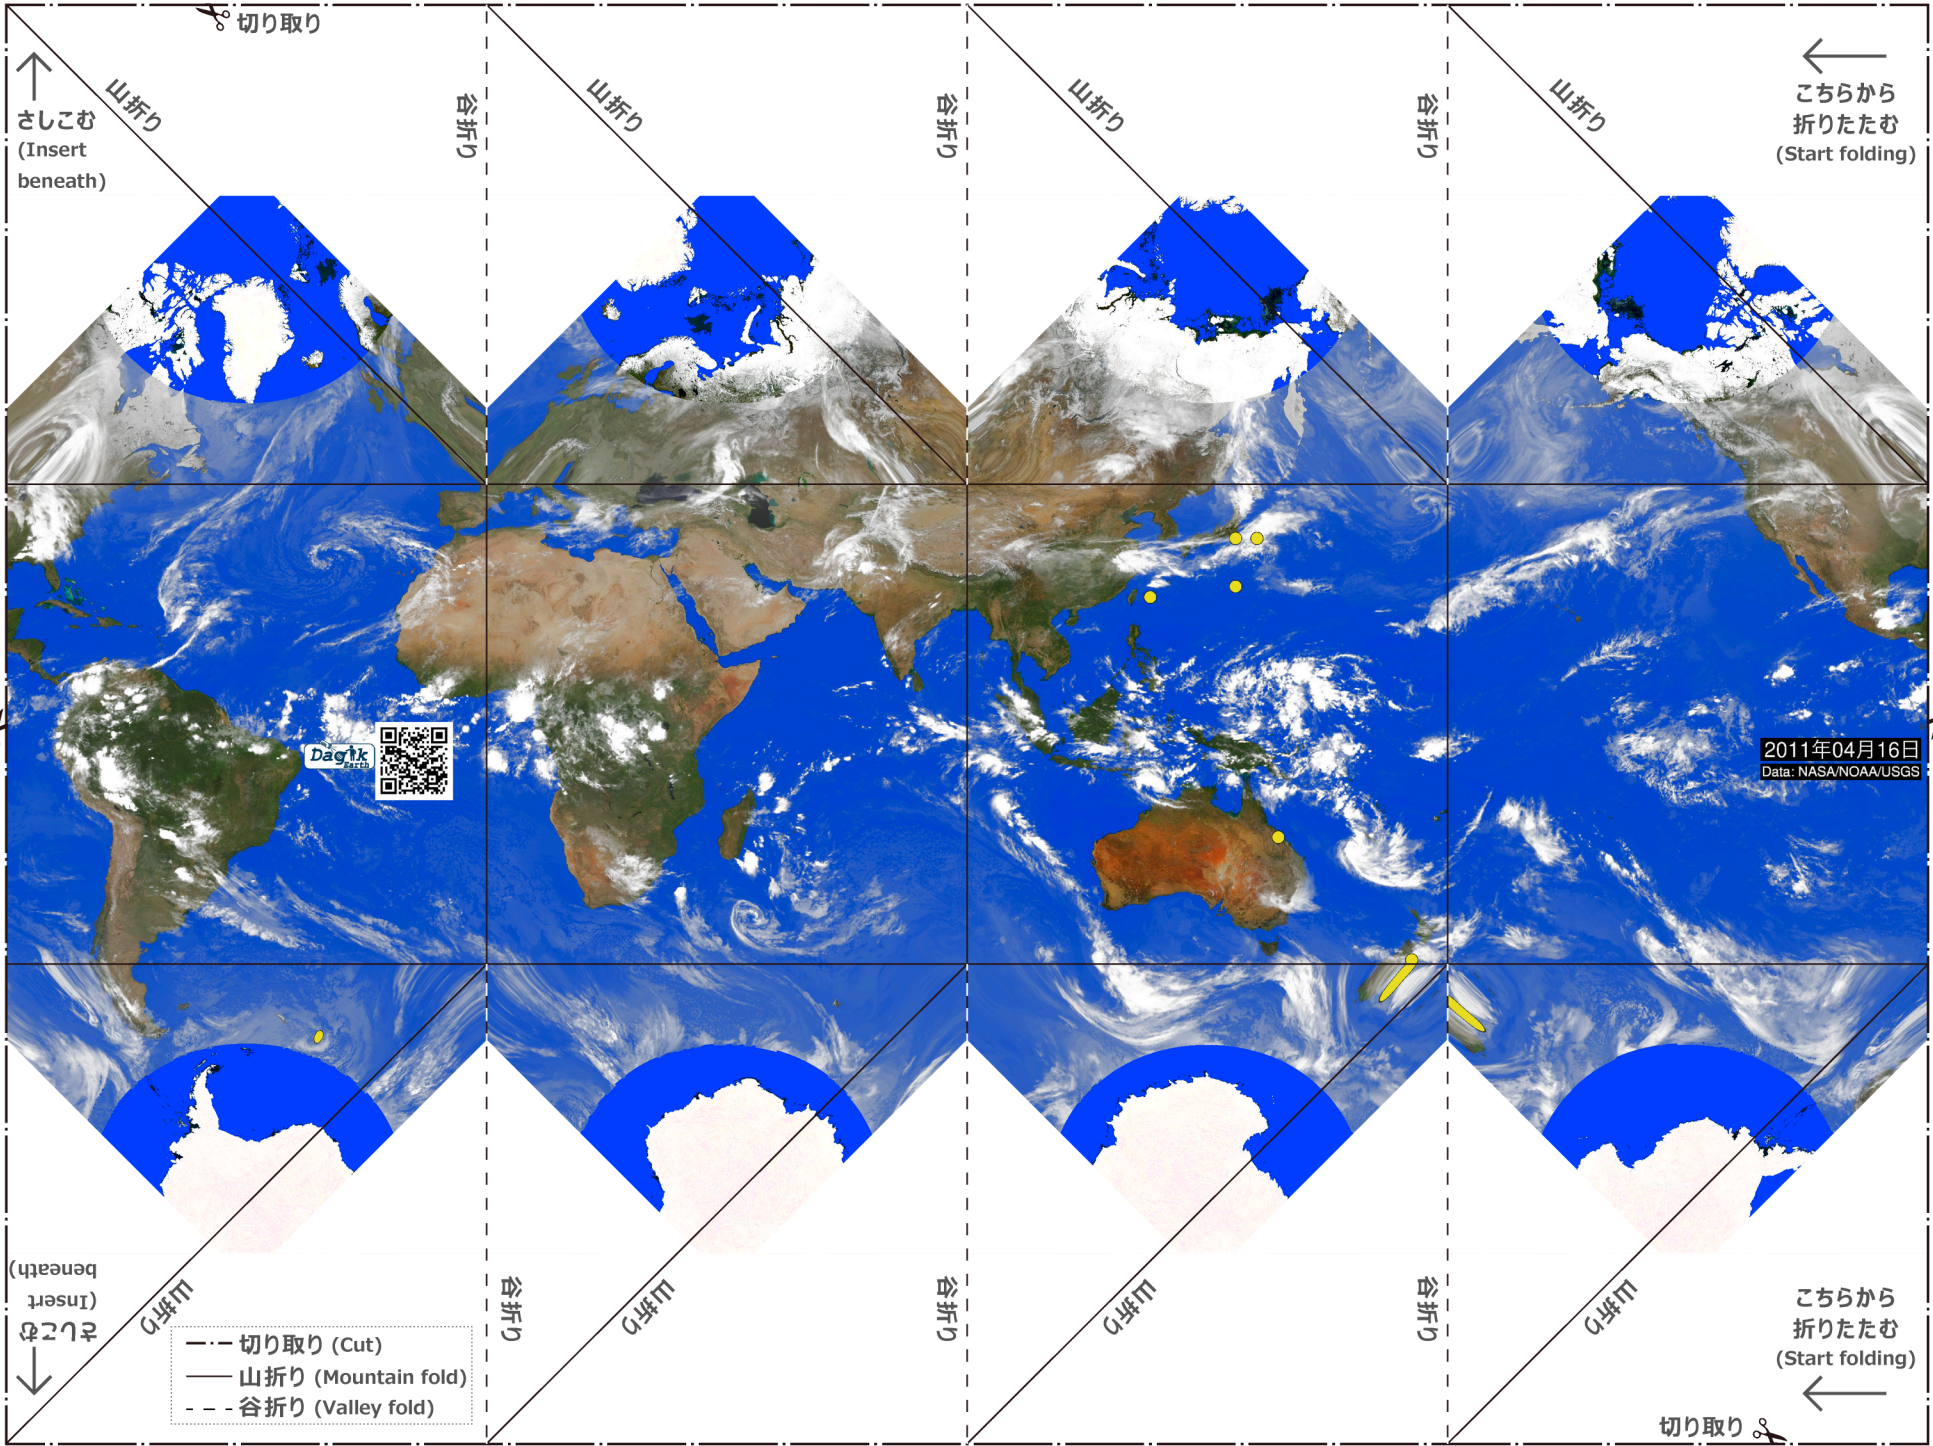 切り取り
山折り
谷折り
山折り
谷折り
山折り
谷折り
山折り
さしこむ
(Insert
beneath)
こちらから
折りたたむ
(Start folding)
Dagik
Earth
2011年04月16日
Data: NASA/NOAA/USGS
さしこむ
(Insert
beneath)
山折り
谷折り
山折り
谷折り
山折り
谷折り
山折り
切り取り (Cut)
山折り (Mountain fold)
谷折り (Valley fold)
こちらから
折りたたむ
(Start folding)
切り取り